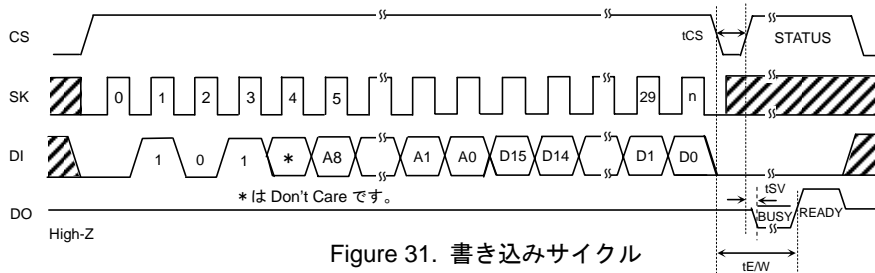 CS
tCS
STATUS
SK
0 1 2 3 4 5 29 n
DI
1 0 1 * A8 A1 A0 D15 D14 D1 D0
*は Don't Care です。
tSV
DO
BUSY READY
High-Z
tE/W
Figure 31. 書き込みサイクル